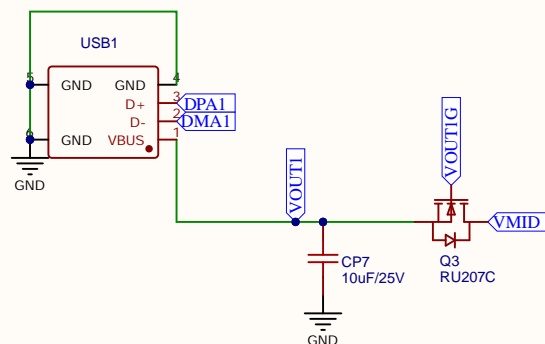 USB1
5
GND
GND
4
D+
3
DPA1
D-
2
DMA1
6
GND
VBUS
1
GND
VOUT1
VOUT1G
VMID
CP7
10uF/25V
Q3
RU207C
GND